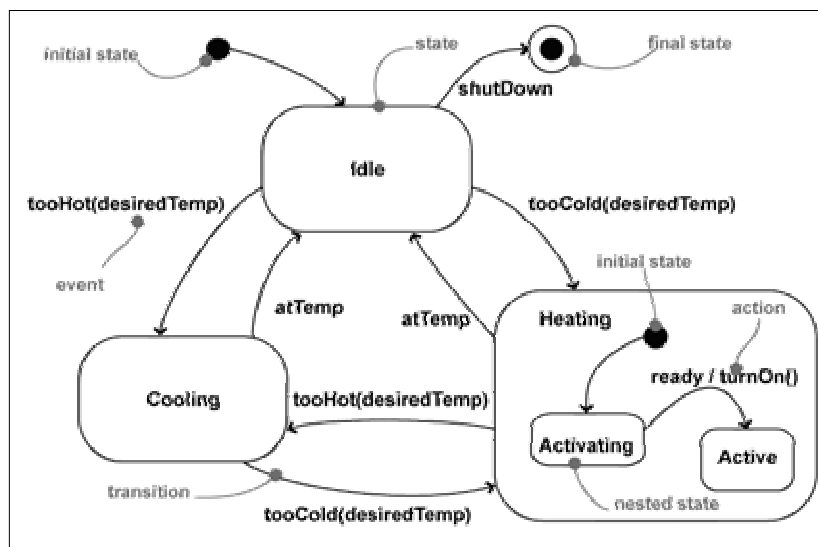 initial state
state
final state
shutDown
Idle
tooHot(desiredTemp)
tooCold(desiredTemp)
event
initial state
atTemp
atTemp
Heating
action
ready / turnOn()
Cooling
tooHot(desiredTemp)
Activating
Active
transition
nested state
tooCold(desiredTemp)